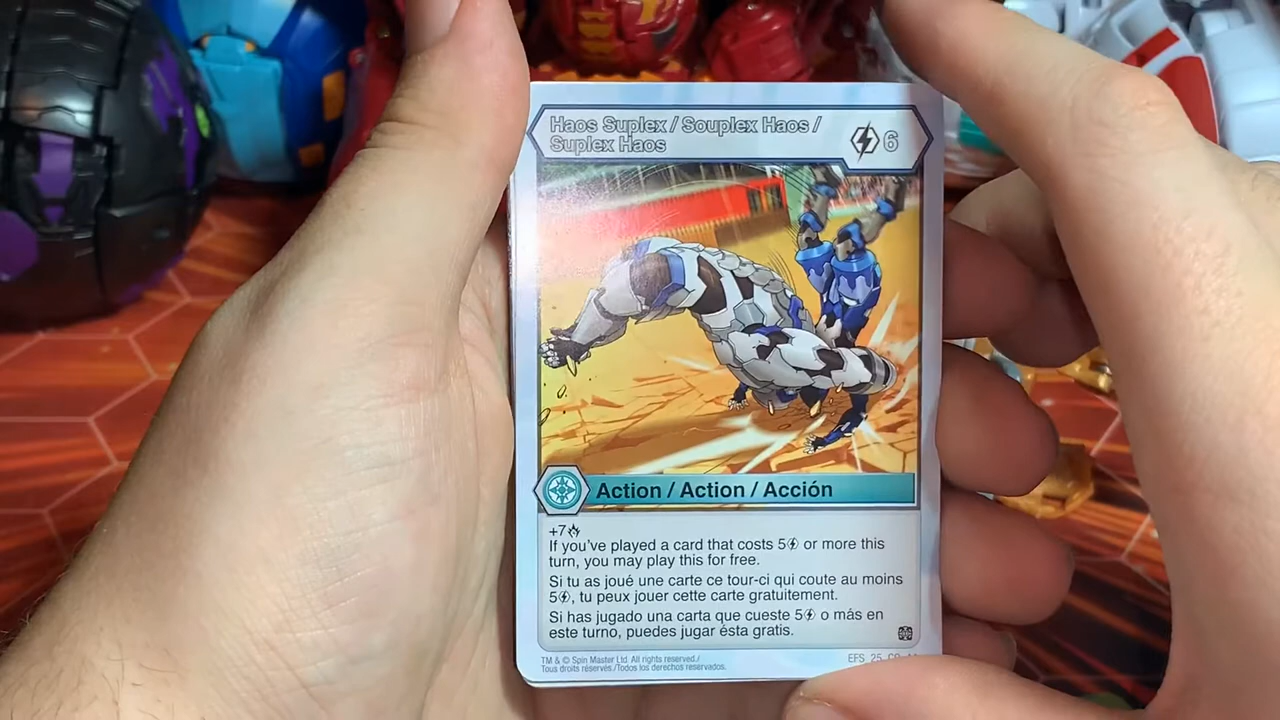 Haos Suplex / Souplex Haos /
Suplex Haos
6
Action / Action / Acción
+7
If you've played a card that costs 5 or more this
turn, you may play this for free.
Si tu as joué une carte ce tour-ci qui coute au moins
5, tu peux jouer cette carte gratuitement.
Si has jugado una carta que cueste 5 o más en
este turno, puedes jugar ésta gratis.
TM & © Spin Master Ltd. All rights reserved./
Tous droits réservés./Todos los derechos reservados.
EFS 25